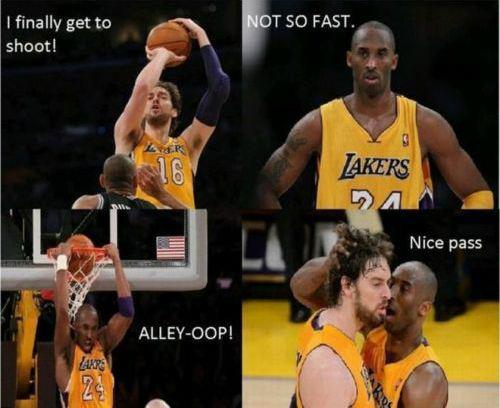 I finally get to
shoot!
NOT SO FAST.
LAKERS
16
LAKERS
24
ALLEY-OOP!
LAKERS
24
Nice pass